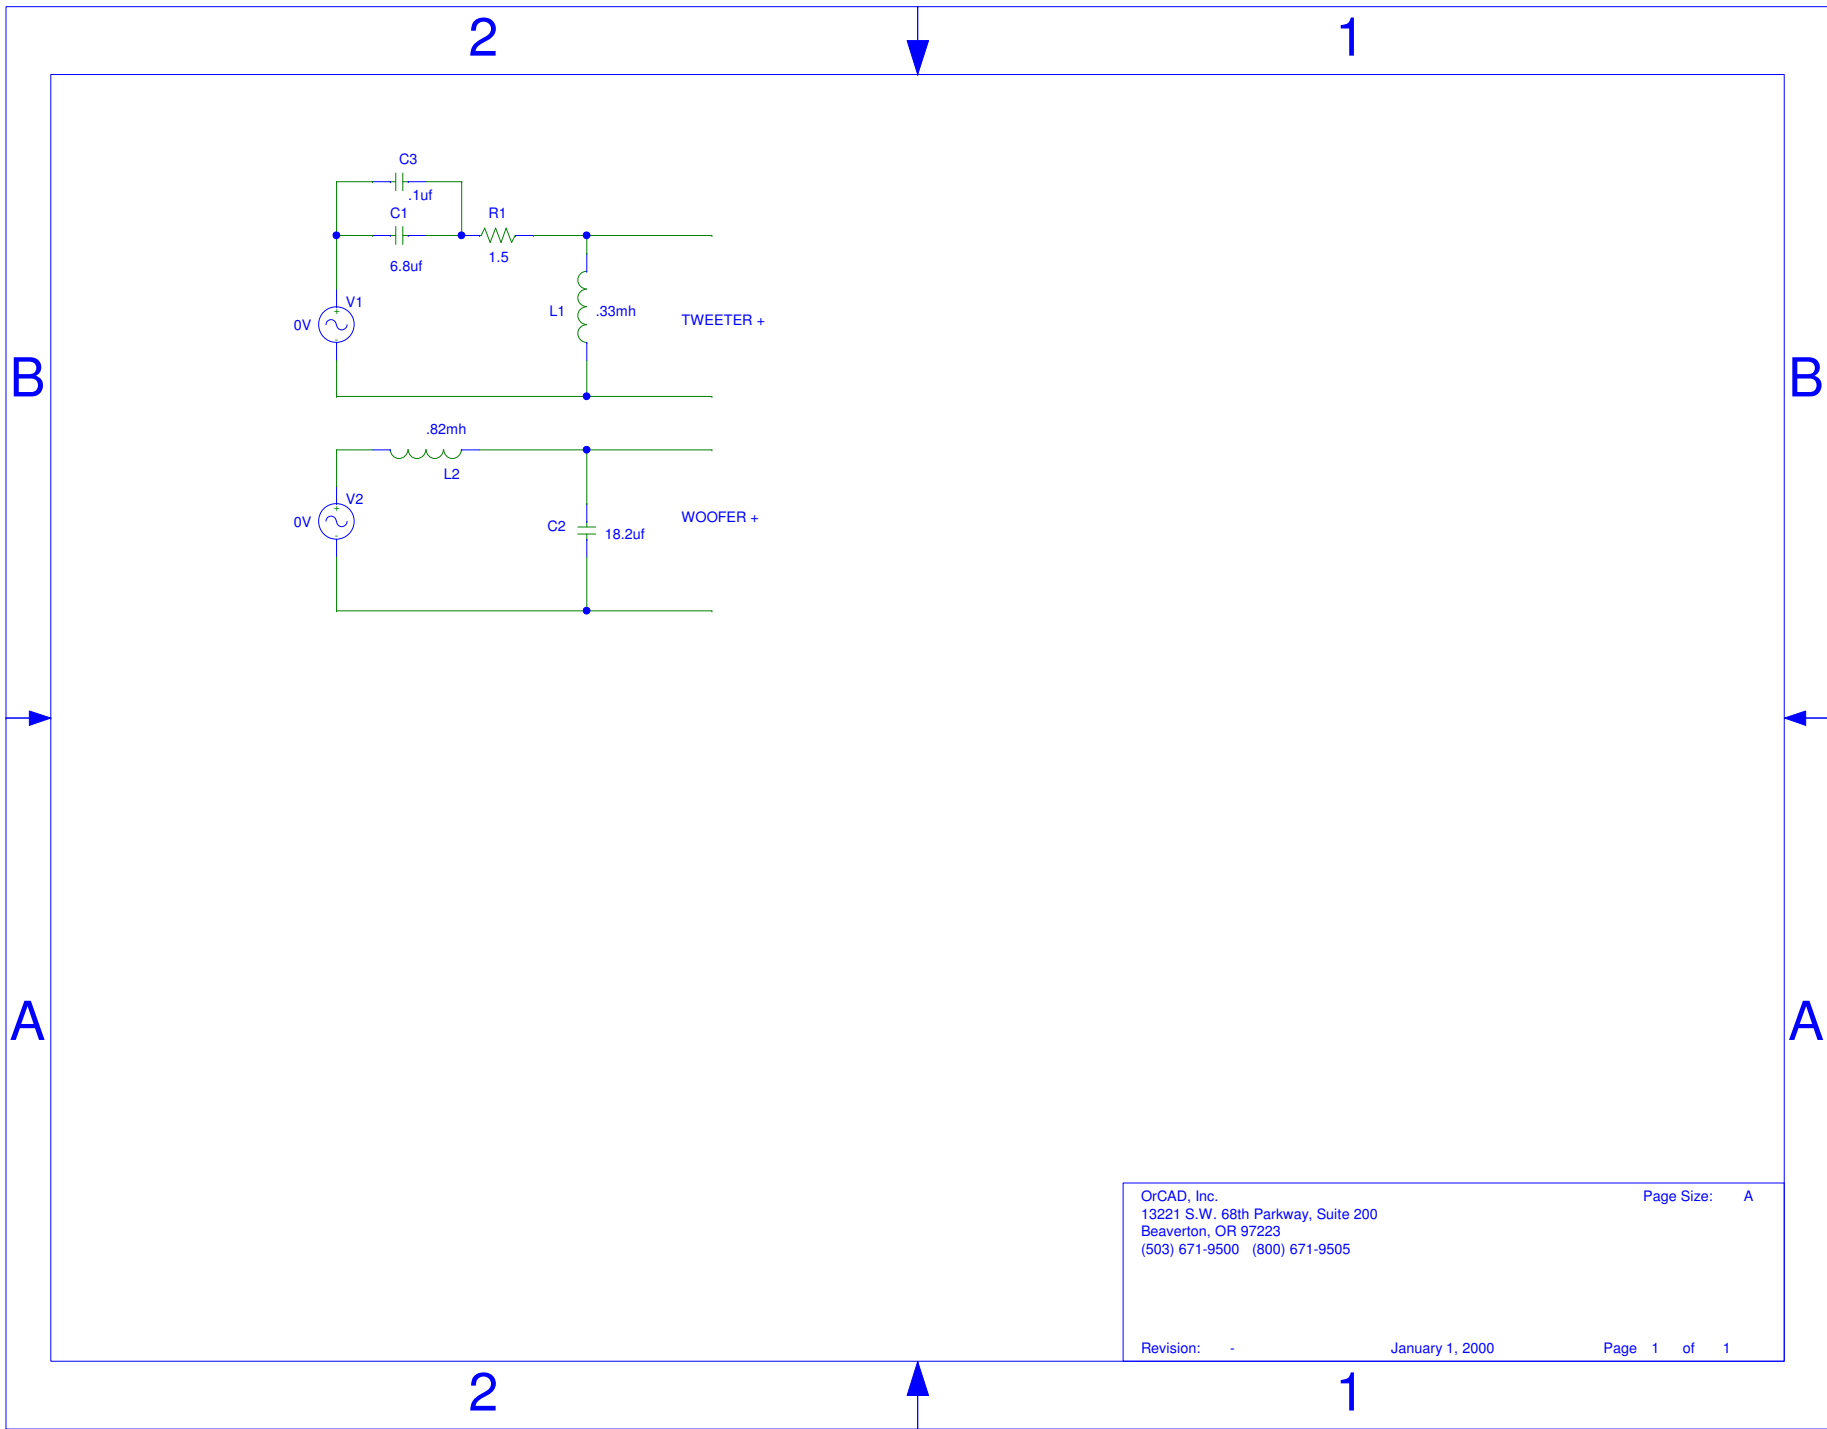 2 1
C3
.1uf
C1 R1
6.8uf 1.5
V1
0V
L1 .33mh
TWEETER +
B B
.82mh
L2
V2
0V
C2 18.2uf
WOOFER +
A A
OrCAD, Inc. Page Size: A
13221 S.W. 68th Parkway, Suite 200
Beaverton, OR 97223
(503) 671-9500 (800) 671-9505
Revision: - January 1, 2000 Page 1 of 1
2 1